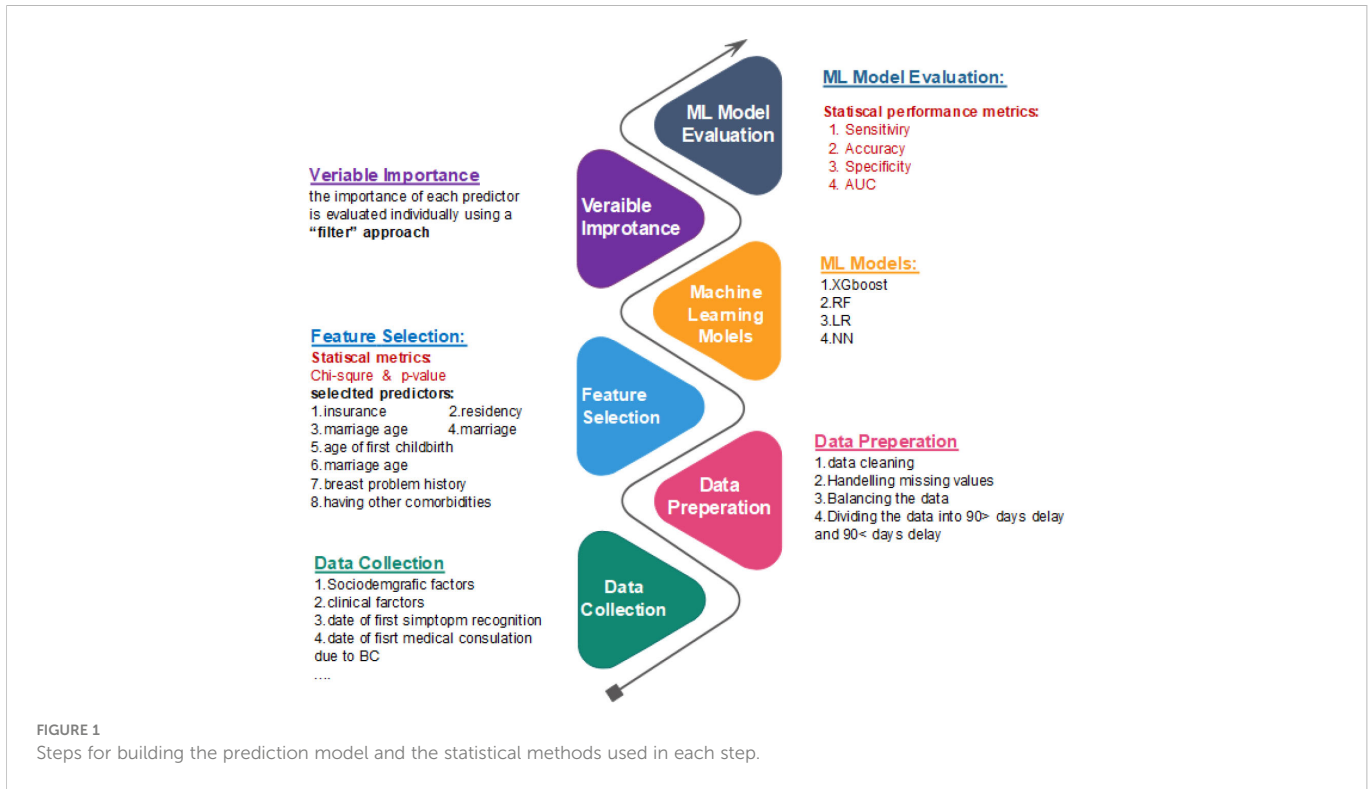 ML Model
Evaluation
ML Model Evaluation:
Statiscal performance metrics:
1. Sensitiviry
2. Accuracy
3. Specificity
4. AUC
Veriable Importance
the importance of each predictor
is evaluated individually using a
“filter” approach
Veraible
Improtance
Machine
Learning
Molels
ML Models:
1.XGboost
2.RF
3.LR
4.NN
Feature Selection:
Statiscal metrics:
Chi-squre & p-value
seleclted predictors:
1.insurance 2.residency
3.marriage age 4.marriage
5.age of first childbirth
6.marriage age
7.breast problem history
8.having other comorbidities
Feature
Selection
Data
Preperation
Data Preperation
1.data cleaning
2.Handelling missing values
3.Balancing the data
4.Dividing the data into 90> days delay
and 90< days delay
Data Collection
1.Sociodemgrafic factors
2.clinical farctors
3.date of first simptopm recognition
4.date of fisrt medical consulation
due to BC
....
Data
Collection
FIGURE 1
Steps for building the prediction model and the statistical methods used in each step.